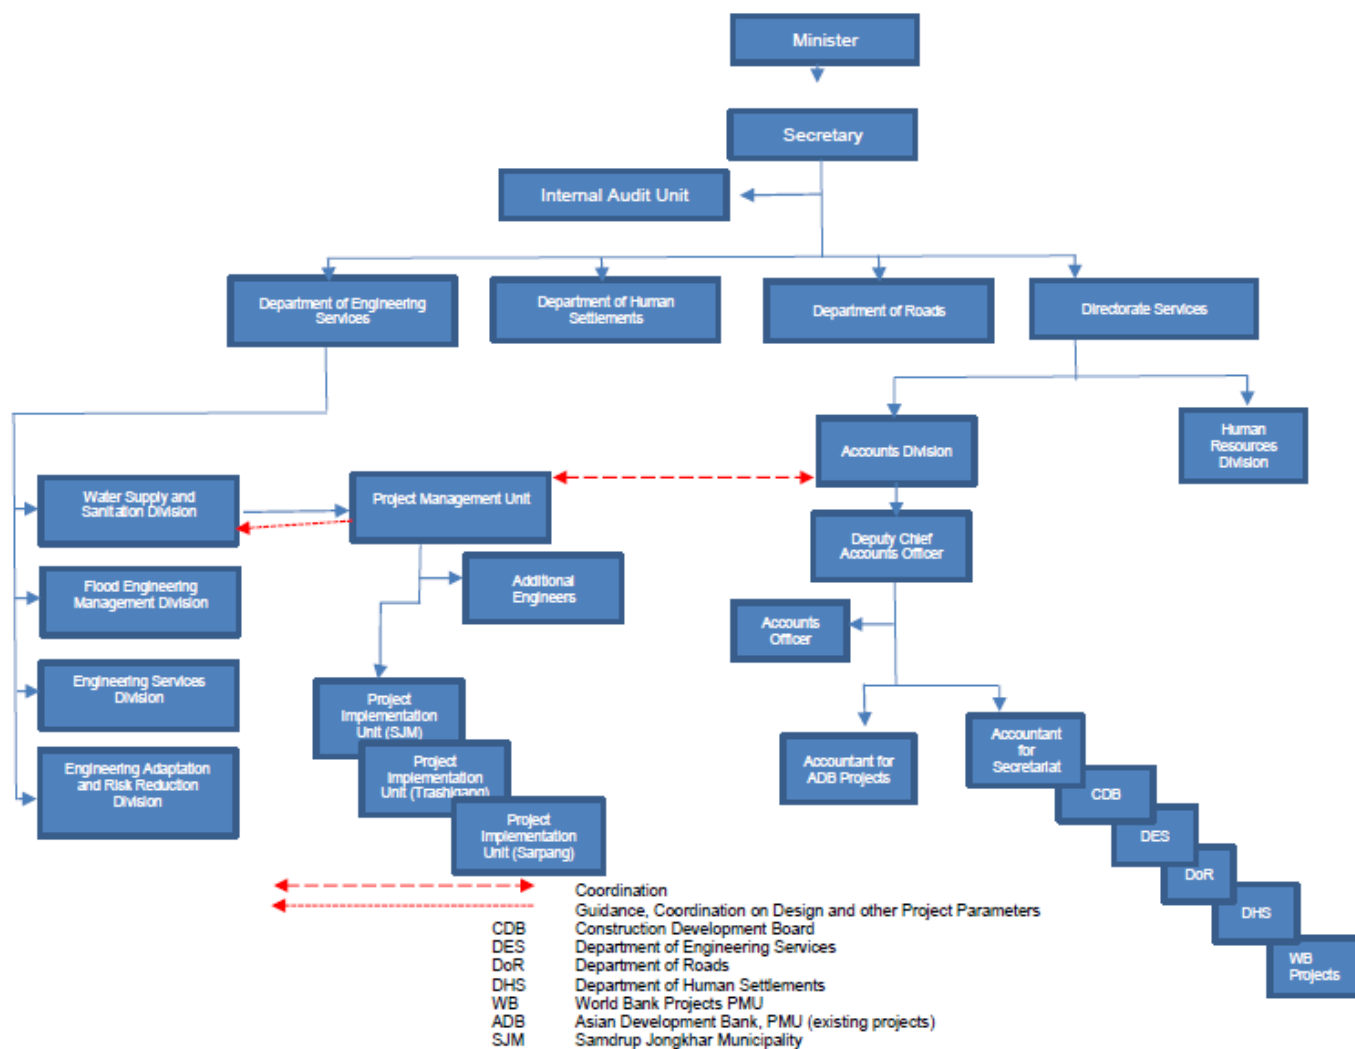 Minister
Secretary
Internal Audit Unit
Department of Engineering
Services
Department of Human
Settlements
Department of Roads
Directorate Services
Accounts Division
Human
Resources
Division
Water Supply and
Sanitation Division
Project Management Unit
Deputy Chief
Accounts Officer
Flood Engineering
Management Division
Additional
Engineers
Accounts
Officer
Engineering Services
Division
Project
Implementation
Unit (SJM)
Project
Implementation
Unit (Trashigang)
Project
Implementation
Unit (Sarpang)
Engineering Adaptation
and Risk Reduction
Division
Accountant for
ADB Projects
Accountant
for
Secretariat
CDB
DES
DoR
DHS
WB
Projects
Coordination
Guidance, Coordination on Design and other Project Parameters
CDB Construction Development Board
DES Department of Engineering Services
DoR Department of Roads
DHS Department of Human Settlements
WB World Bank Projects PMU
ADB Asian Development Bank, PMU (existing projects)
SJM Samdrup Jongkhar Municipality